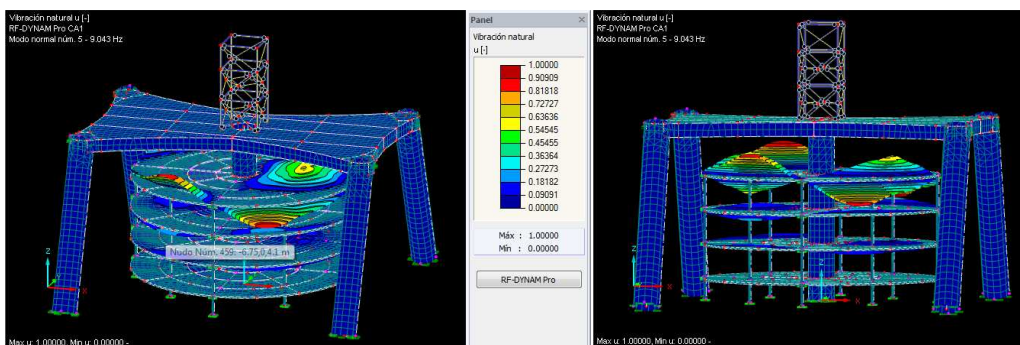 Vibración natural u [-]
RF-DYNAM Pro CA1
Modo normal núm. 5 - 9.043 Hz
Nudo Núm. 459: -6.75,0,4.1 m
Z
X
Max u: 1.00000, Min u: 0.00000 -
Panel
Vibración natural
u [-]
1.00000
0.90909
0.81818
0.72727
0.63636
0.54545
0.45455
0.36364
0.27273
0.18182
0.09091
0.00000
Máx : 1.00000
Mín : 0.00000
RF-DYNAM Pro
Vibración natural u [-]
RF-DYNAM Pro CA1
Modo normal núm. 5 - 9.043 Hz
Z
X
Max u: 1.00000, Min u: 0.00000 -